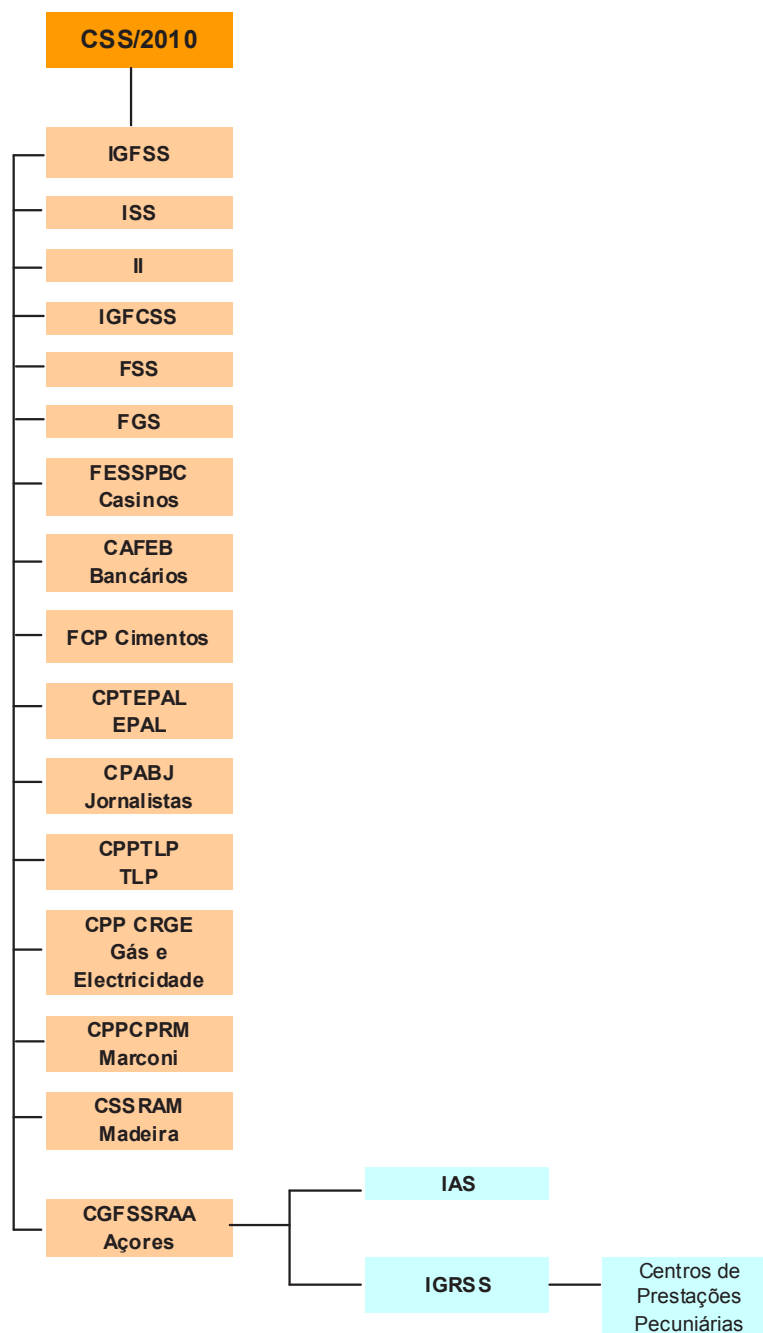 CSS/2010
IGFSS
ISS
II
IGFCSS
FSS
FGS
FESSPBC
Casinos
CAFEB
Bancários
FCP Cimentos
CPTEPAL
EPAL
CPABJ
Jornalistas
CPPTLP
TLP
CPP CRGE
Gás e
Electricidade
CPPCPRM
Marconi
CSSRAM
Madeira
CGFSSRAA
Açores
IAS
IGRSS
Centros de
Prestações
Pecuniárias